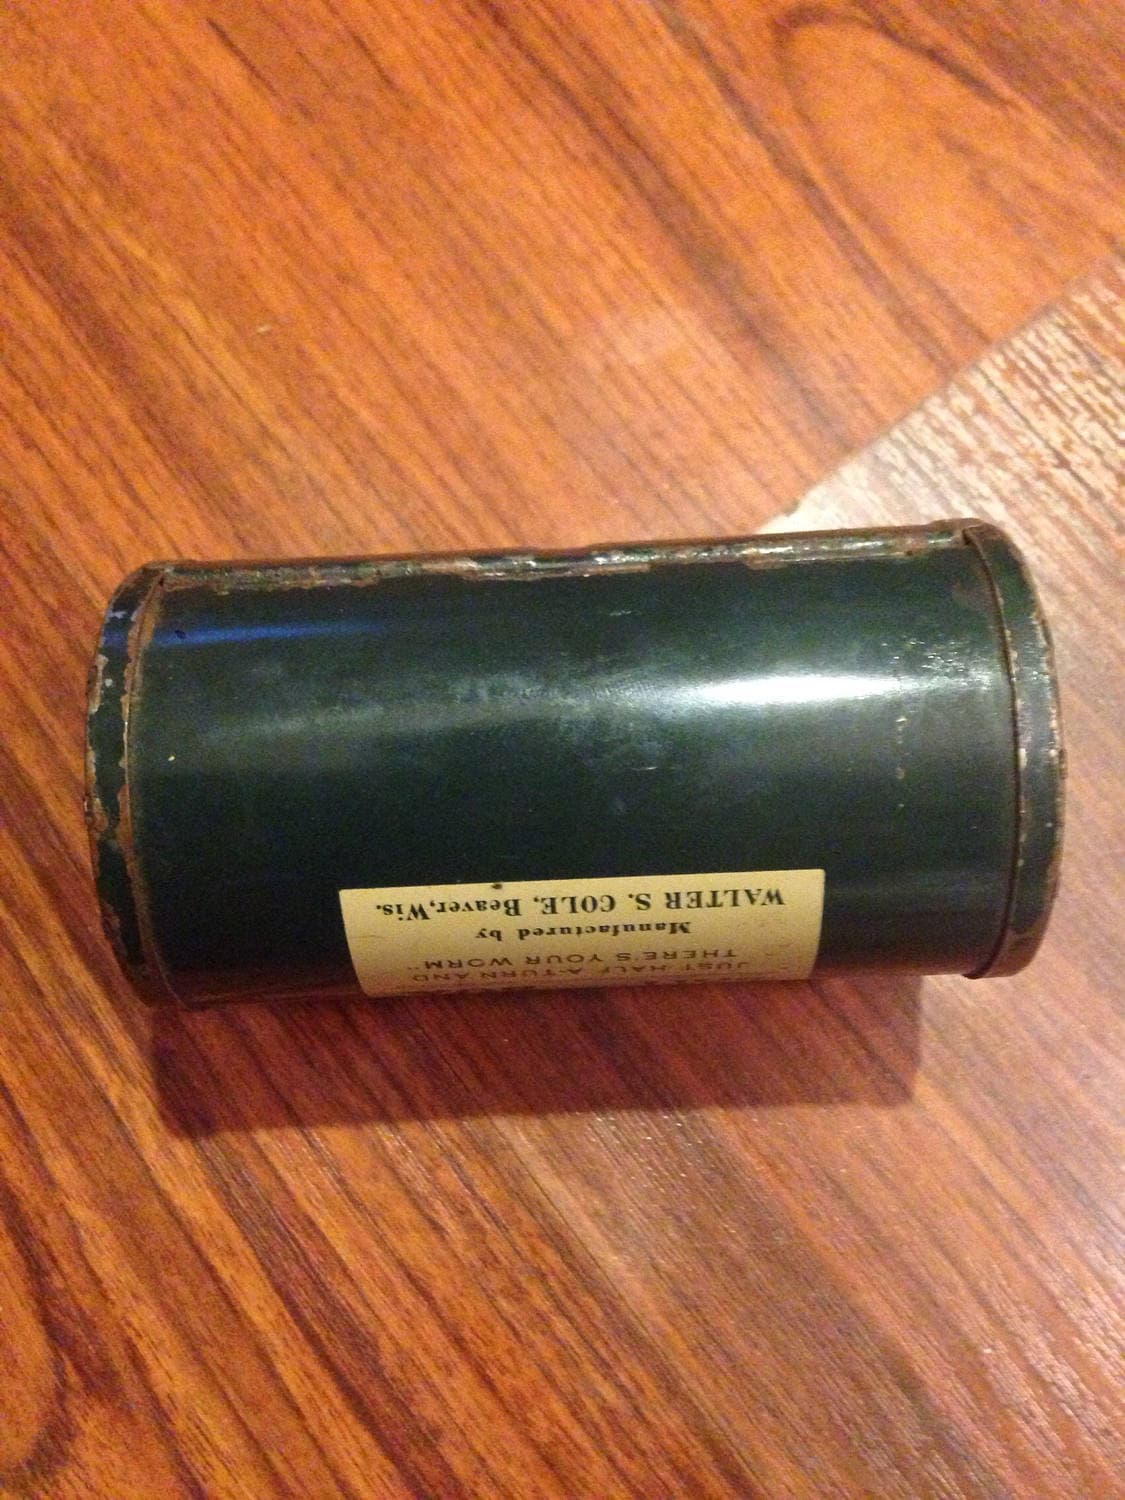 JUST HALF-A-TURN AND
THERE'S YOUR WORM"
Manufactured by
WALTER S. COLE, Beaver, Wis.